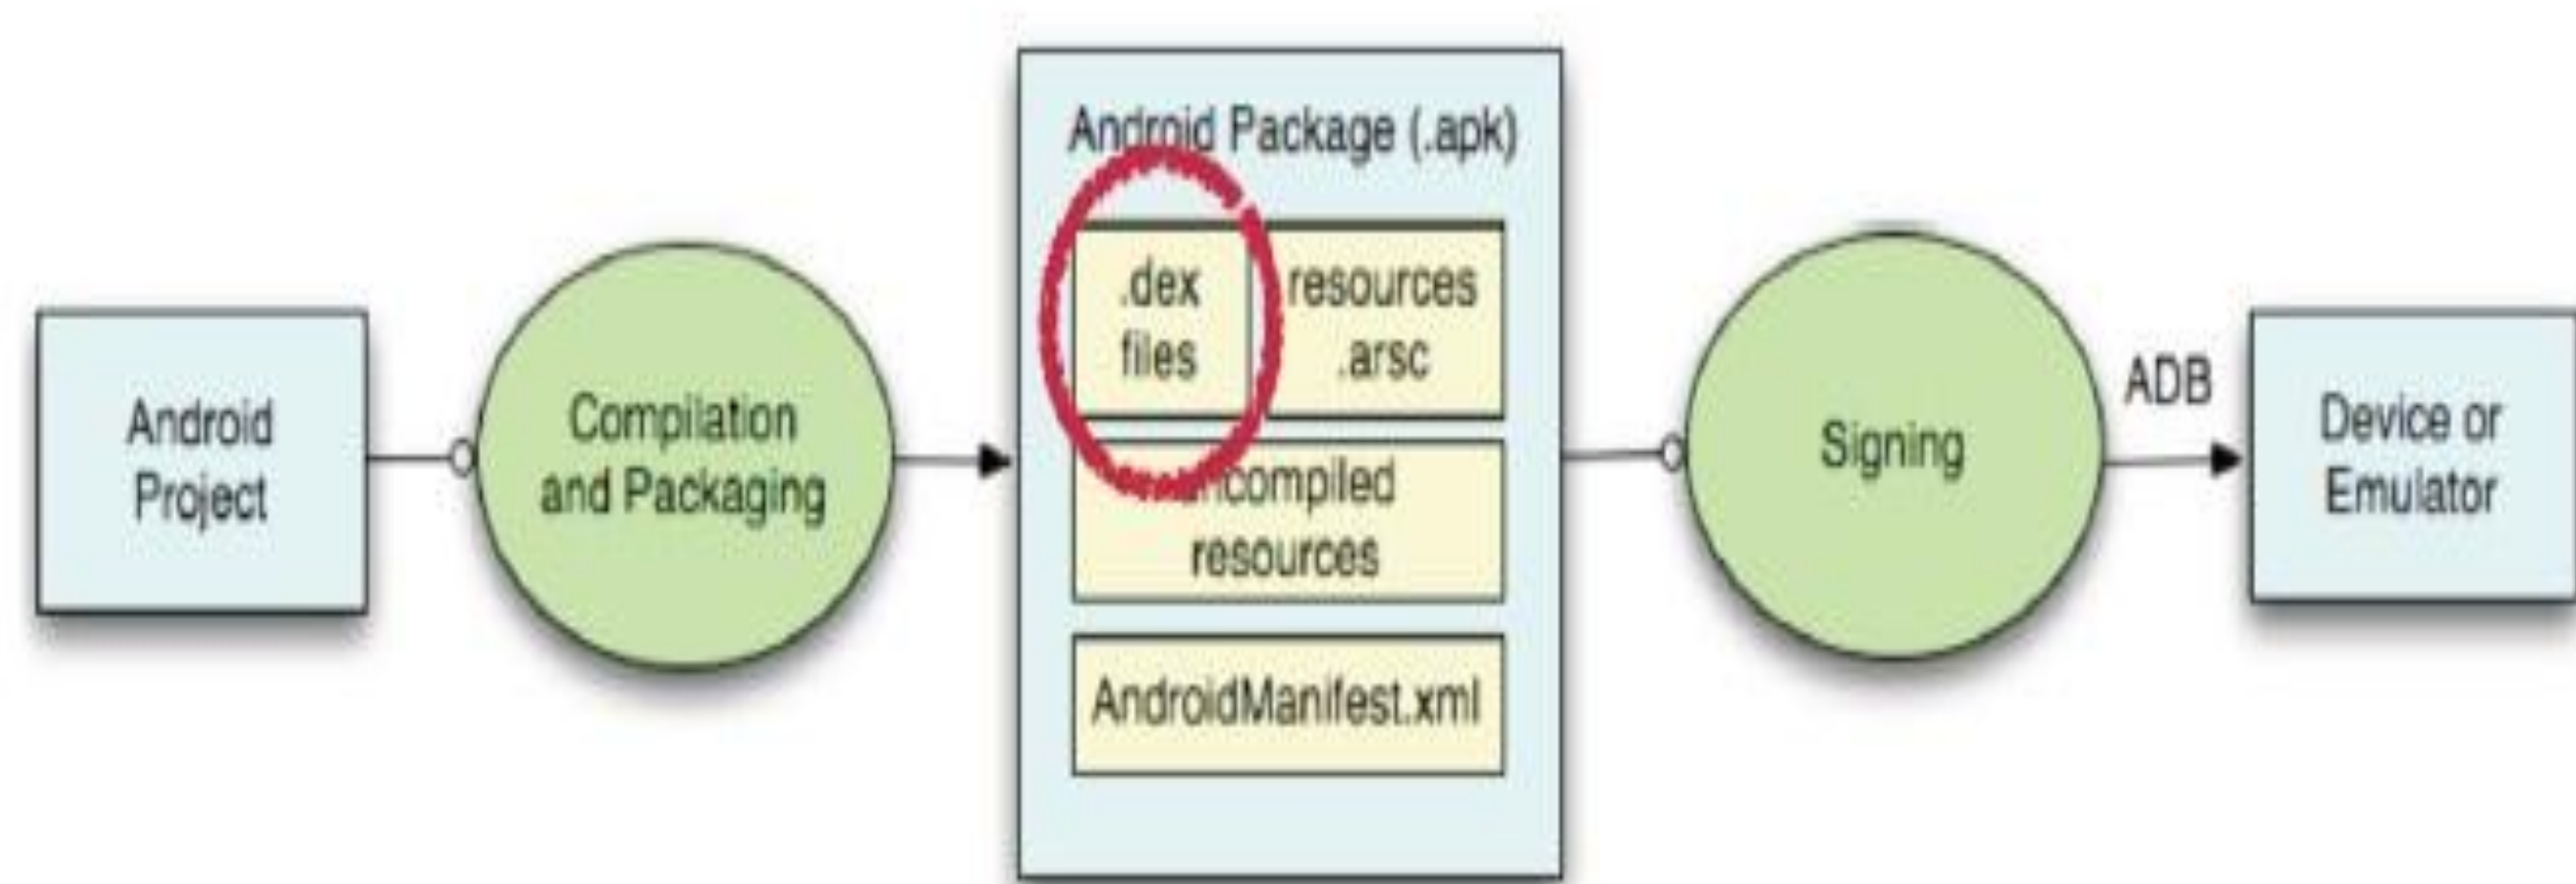 Android
Project
Compilation
and Packaging
Android Package (.apk)
.dex
files
resources
.arsc
uncompiled
resources
AndroidManifest.xml
Signing
ADB
Device or
Emulator